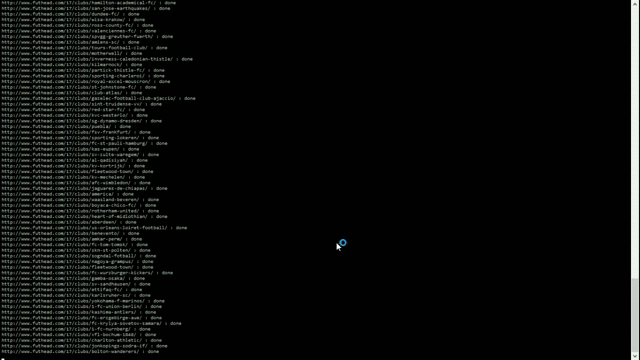 http://www.futhead.com/17/clubs/hamilton-academical-fc/ : done
http://www.futhead.com/17/clubs/san-jose-earthquakes/ : done
http://www.futhead.com/17/clubs/dundee-fc/ : done
http://www.futhead.com/17/clubs/wisa-krakow/ : done
http://www.futhead.com/17/clubs/ross-county/ : done
http://www.futhead.com/17/clubs/valenciennes-fc/ : done
http://www.futhead.com/17/clubs/spvgg-greuther-fuerth/ : done
http://www.futhead.com/17/clubs/amiens-sc/ : done
http://www.futhead.com/17/clubs/tours-football-club/ : done
http://www.futhead.com/17/clubs/motherwell/ : done
http://www.futhead.com/17/clubs/inverness-caledonian-thistle/ : done
http://www.futhead.com/17/clubs/kilmarnock/ : done
http://www.futhead.com/17/clubs/partick-thistle-fc/ : done
http://www.futhead.com/17/clubs/sporting-charleroi/ : done
http://www.futhead.com/17/clubs/royal-excel-mouscron/ : done
http://www.futhead.com/17/clubs/st-johnstone-fc/ : done
http://www.futhead.com/17/clubs/club-atlas/ : done
http://www.futhead.com/17/clubs/gazelec-football-club-ajaccio/ : done
http://www.futhead.com/17/clubs/sint-truidense-vv/ : done
http://www.futhead.com/17/clubs/red-star-fc/ : done
http://www.futhead.com/17/clubs/kvc-westerlo/ : done
http://www.futhead.com/17/clubs/sg-dynamo-dresden/ : done
http://www.futhead.com/17/clubs/puebla/ : done
http://www.futhead.com/17/clubs/fsv-frankfurt/ : done
http://www.futhead.com/17/clubs/sporting-lokeren/ : done
http://www.futhead.com/17/clubs/fc-st-pauli-hamburg/ : done
http://www.futhead.com/17/clubs/kas-eupen/ : done
http://www.futhead.com/17/clubs/sv-zulte-waregem/ : done
http://www.futhead.com/17/clubs/al-qadisiyah/ : done
http://www.futhead.com/17/clubs/kv-kortrijk/ : done
http://www.futhead.com/17/clubs/fleetwood-town/ : done
http://www.futhead.com/17/clubs/kv-mechelen/ : done
http://www.futhead.com/17/clubs/afc-wimbledon/ : done
http://www.futhead.com/17/clubs/jaguares-de-chiapas/ : done
http://www.futhead.com/17/clubs/america/ : done
http://www.futhead.com/17/clubs/waasland-beveren/ : done
http://www.futhead.com/17/clubs/boyaca-chico-fc/ : done
http://www.futhead.com/17/clubs/rotherham-united/ : done
http://www.futhead.com/17/clubs/heart-of-midlothian/ : done
http://www.futhead.com/17/clubs/aberdeen/ : done
http://www.futhead.com/17/clubs/us-orleans-loiret-football/ : done
http://www.futhead.com/17/clubs/benevento/ : done
http://www.futhead.com/17/clubs/amkar-perm/ : done
http://www.futhead.com/17/clubs/fc-tom-tomsk/ : done
http://www.futhead.com/17/clubs/skn-st-polten/ : done
http://www.futhead.com/17/clubs/sogndal-fotball/ : done
http://www.futhead.com/17/clubs/nagoya-grampus/ : done
http://www.futhead.com/17/clubs/fleetwood-town/ : done
http://www.futhead.com/17/clubs/fc-wurzburger-kickers/ : done
http://www.futhead.com/17/clubs/gamba-osaka/ : done
http://www.futhead.com/17/clubs/sv-sandhausen/ : done
http://www.futhead.com/17/clubs/ettifaq-fc/ : done
http://www.futhead.com/17/clubs/karlsruher-sc/ : done
http://www.futhead.com/17/clubs/yokohama-f-marinos/ : done
http://www.futhead.com/17/clubs/1-fc-union-berlin/ : done
http://www.futhead.com/17/clubs/kashima-antlers/ : done
http://www.futhead.com/17/clubs/fc-erzgebirge-aue/ : done
http://www.futhead.com/17/clubs/fc-krylya-sovetov-samara/ : done
http://www.futhead.com/17/clubs/1-fc-nurnberg/ : done
http://www.futhead.com/17/clubs/vfl-bochum-1848/ : done
http://www.futhead.com/17/clubs/charlton-athletic/ : done
http://www.futhead.com/17/clubs/jonkopings-sodra-if/ : done
http://www.futhead.com/17/clubs/bolton-wanderers/ : done